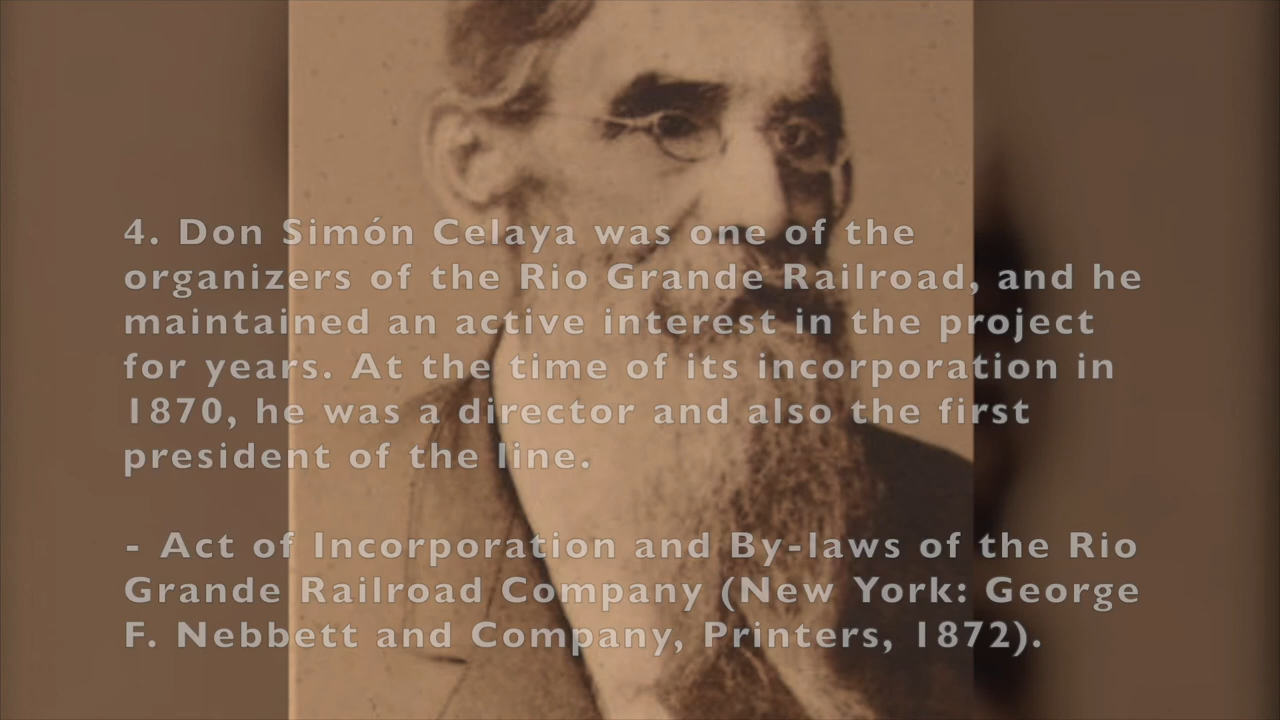 4. Don Simón Celaya was one of the
organizers of the Rio Grande Railroad, and he
maintained an active interest in the project
for years. At the time of its incorporation in
1870, he was a director and also the first
president of the line.
- Act of Incorporation and By-laws of the Rio
Grande Railroad Company (New York: George
F. Nebbett and Company, Printers, 1872).